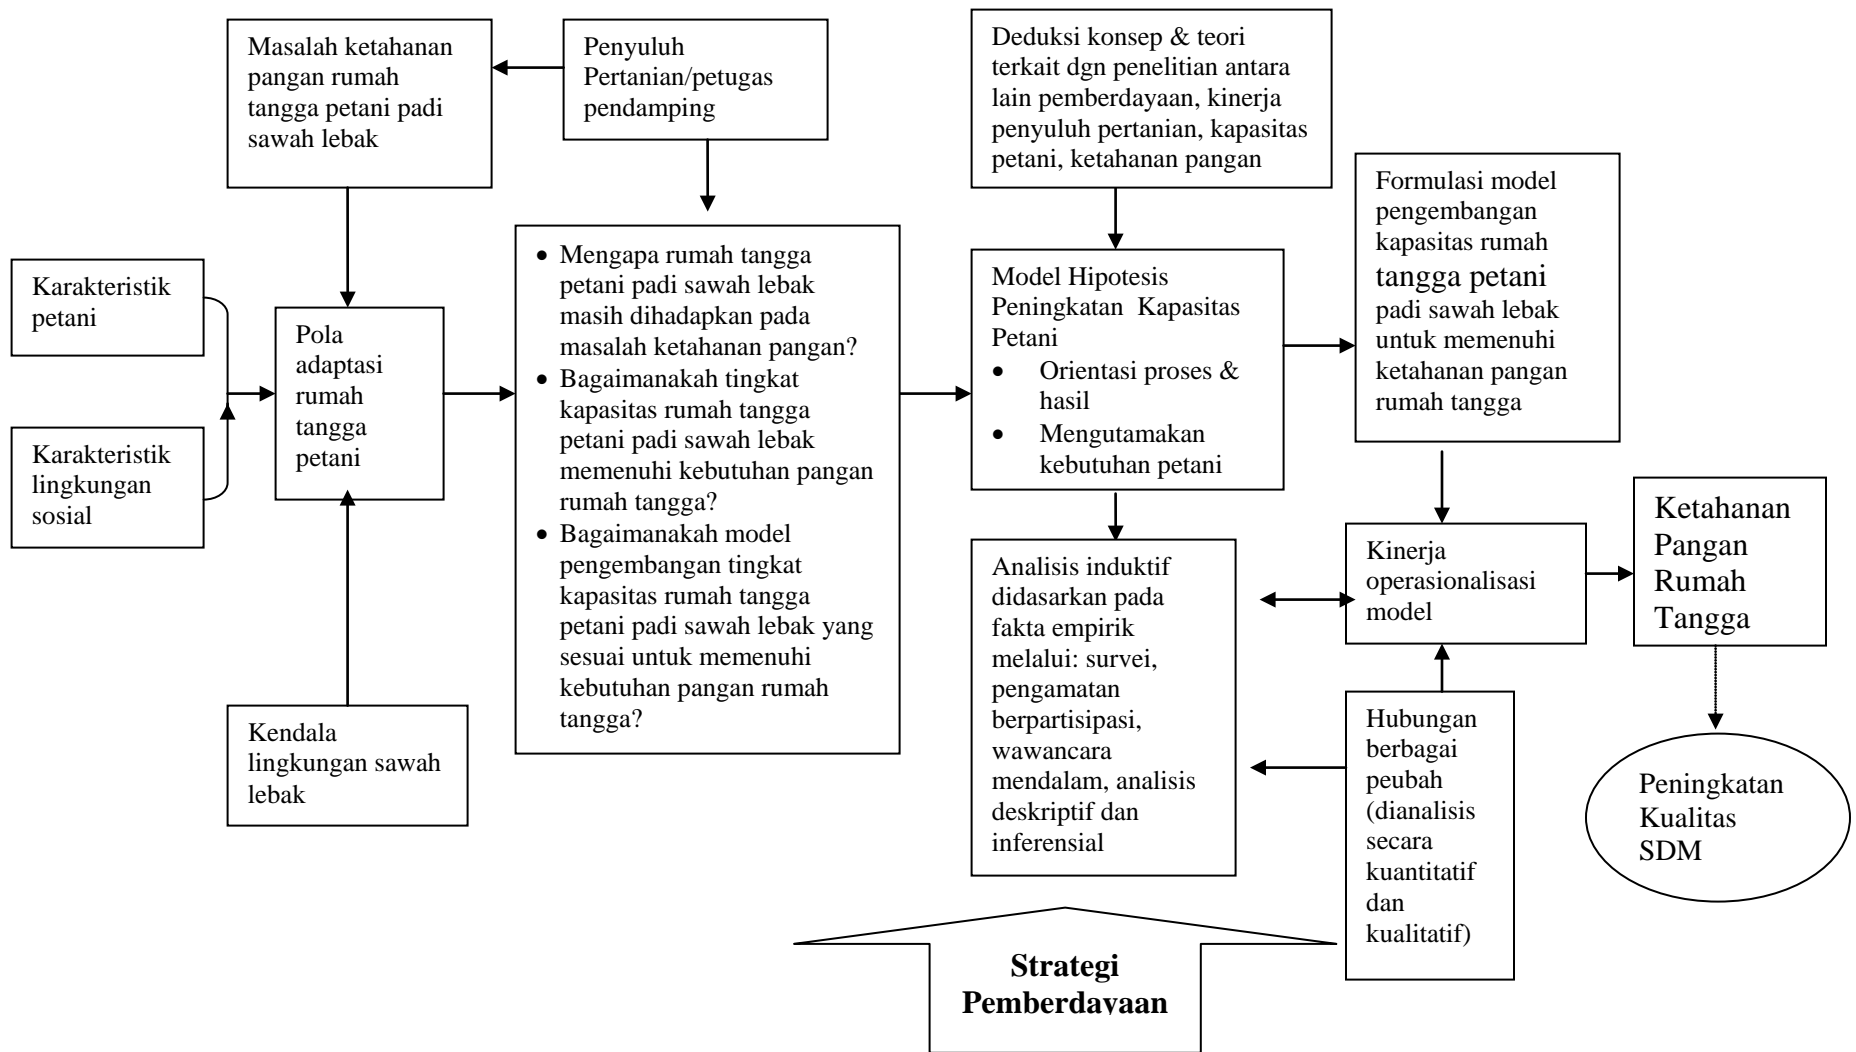 Masalah ketahanan
pangan rumah
tangga petani padi
sawah lebak
Penyuluh
Pertanian/petugas
pendamping
Deduksi konsep & teori
terkait dgn penelitian antara
lain pemberdayaan, kinerja
penyuluh pertanian, kapasitas
petani, ketahanan pangan
Formulasi model
pengembangan
kapasitas rumah
tangga petani
padi sawah lebak
untuk memenuhi
ketahanan pangan
rumah tangga
Karakteristik
petani
Karakteristik
lingkungan
sosial
Pola
adaptasi
rumah
tangga
petani
Kendala
lingkungan sawah
lebak
• Mengapa rumah tangga
petani padi sawah lebak
masih dihadapkan pada
masalah ketahanan pangan?
• Bagaimanakah tingkat
kapasitas rumah tangga
petani padi sawah lebak
memenuhi kebutuhan pangan
rumah tangga?
• Bagaimanakah model
pengembangan tingkat
kapasitas rumah tangga
petani padi sawah lebak yang
sesuai untuk memenuhi
kebutuhan pangan rumah
tangga?
Model Hipotesis
Peningkatan Kapasitas
Petani
• Orientasi proses &
hasil
• Mengutamakan
kebutuhan petani
Analisis induktif
didasarkan pada
fakta empirik
melalui: survei,
pengamatan
berpartisipasi,
wawancara
mendalam, analisis
deskriptif dan
inferensial
Kinerja
operasionalisasi
model
Hubungan
berbagai
peubah
(dianalisis
secara
kuantitatif
dan
kualitatif)
Ketahanan
Pangan
Rumah
Tangga
Peningkatan
Kualitas
SDM
Strategi
Pemberdayaan